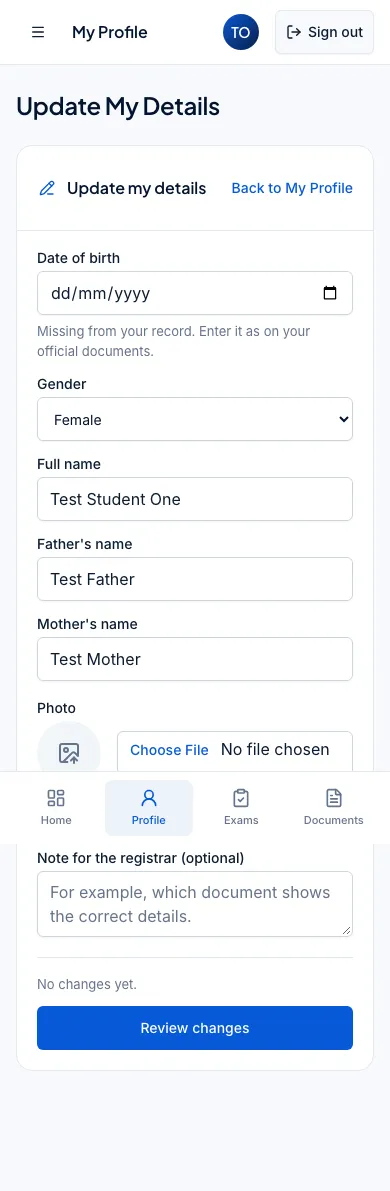 My Profile
TO
Sign out
Update My Details
Update my details
Back to My Profile
Date of birth
dd/mm/yyyy
Missing from your record. Enter it as on your
official documents.
Gender
Female
Full name
Test Student One
Father's name
Test Father
Mother's name
Test Mother
Photo
Choose File No file chosen
Home
Profile
Exams
Documents
Note for the registrar (optional)
For example, which document shows
the correct details.
No changes yet.
Review changes